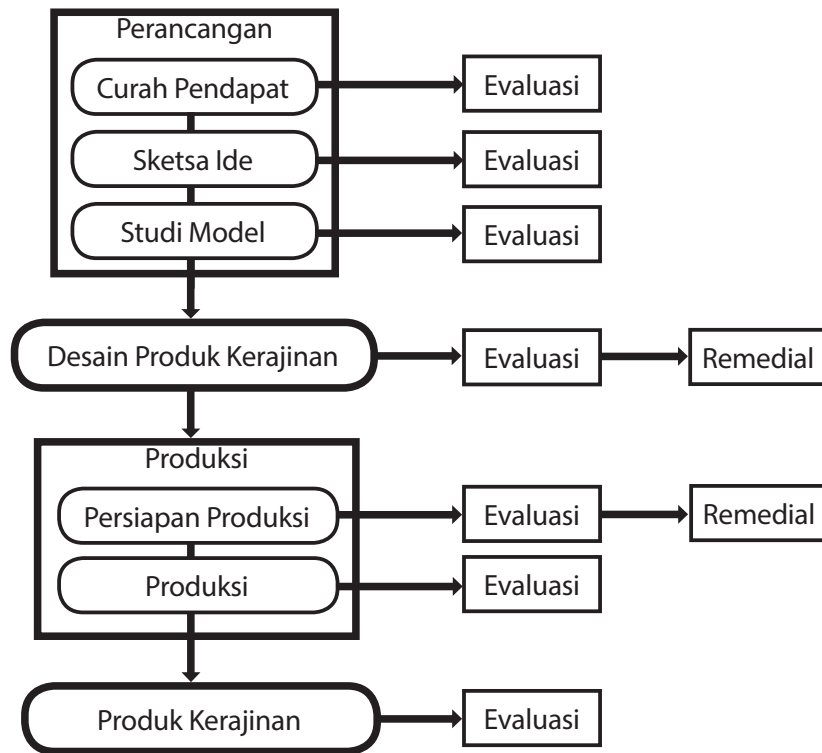 Perancangan
Curah Pendapat
Evaluasi
Sketsa Ide
Evaluasi
Studi Model
Evaluasi
Desain Produk Kerajinan
Evaluasi
Remedial
Produksi
Persiapan Produksi
Evaluasi
Remedial
Produksi
Evaluasi
Produk Kerajinan
Evaluasi